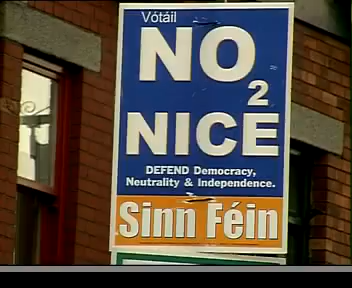 Vótáil
NO
2
NICE
DEFEND Democracy,
Neutrality & Independence.
Sinn Féin